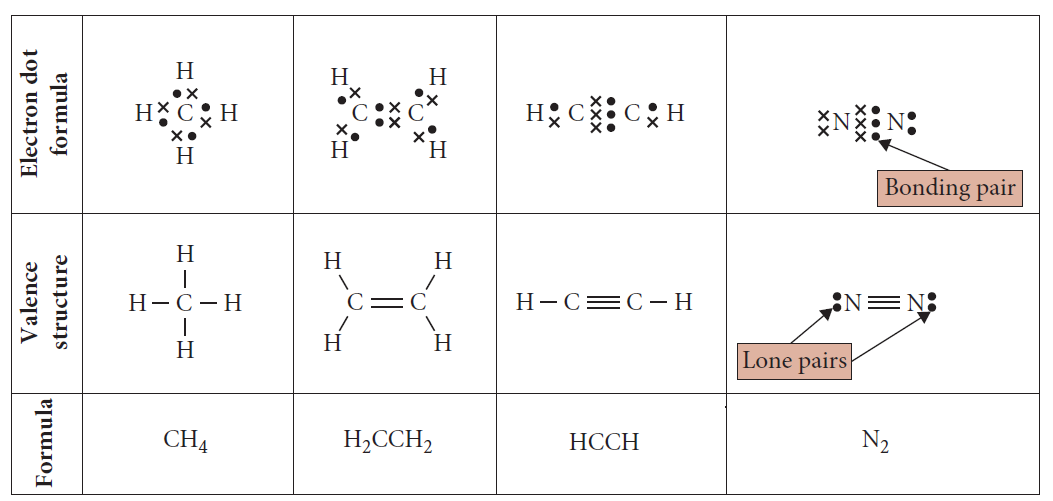 Electron dot
formula
H
H C H
H
H H
C C
H H
H C C H
N N
Bonding pair
Valence
structure
H
H – C – H
H
H H
C = C
H H
H – C ≡ C – H
:N ≡ N:
Lone pairs
Formula
CH₄
H₂CCH₂
HCCH
N₂